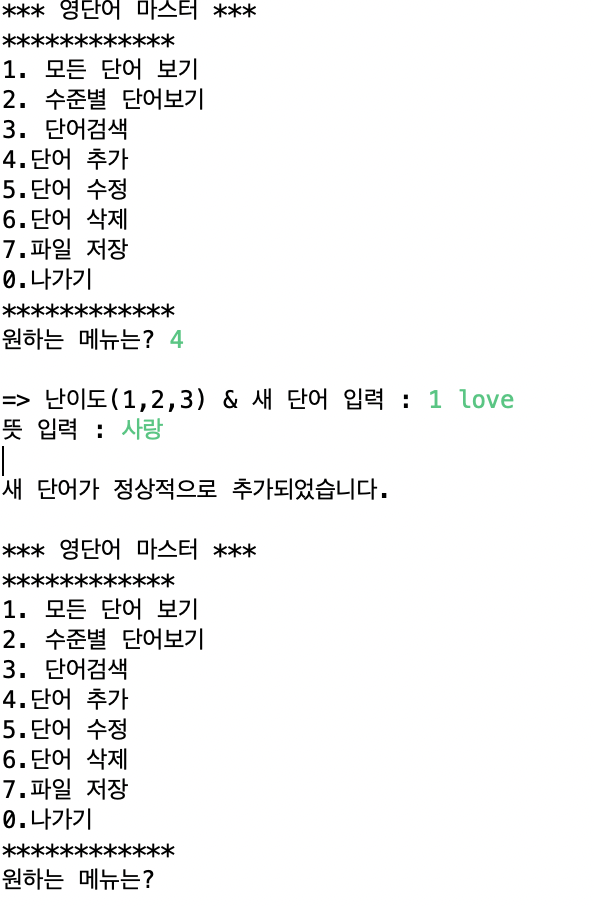 *** 영단어 마스터 ***
************
1. 모든 단어 보기
2. 수준별 단어보기
3. 단어검색
4.단어 추가
5.단어 수정
6.단어 삭제
7.파일 저장
0.나가기
************
원하는 메뉴는? 4
=> 난이도(1,2,3) & 새 단어 입력 : 1 love
뜻 입력 : 사랑
새 단어가 정상적으로 추가되었습니다.
*** 영단어 마스터 ***
************
1. 모든 단어 보기
2. 수준별 단어보기
3. 단어검색
4.단어 추가
5.단어 수정
6.단어 삭제
7.파일 저장
0.나가기
************
원하는 메뉴는?